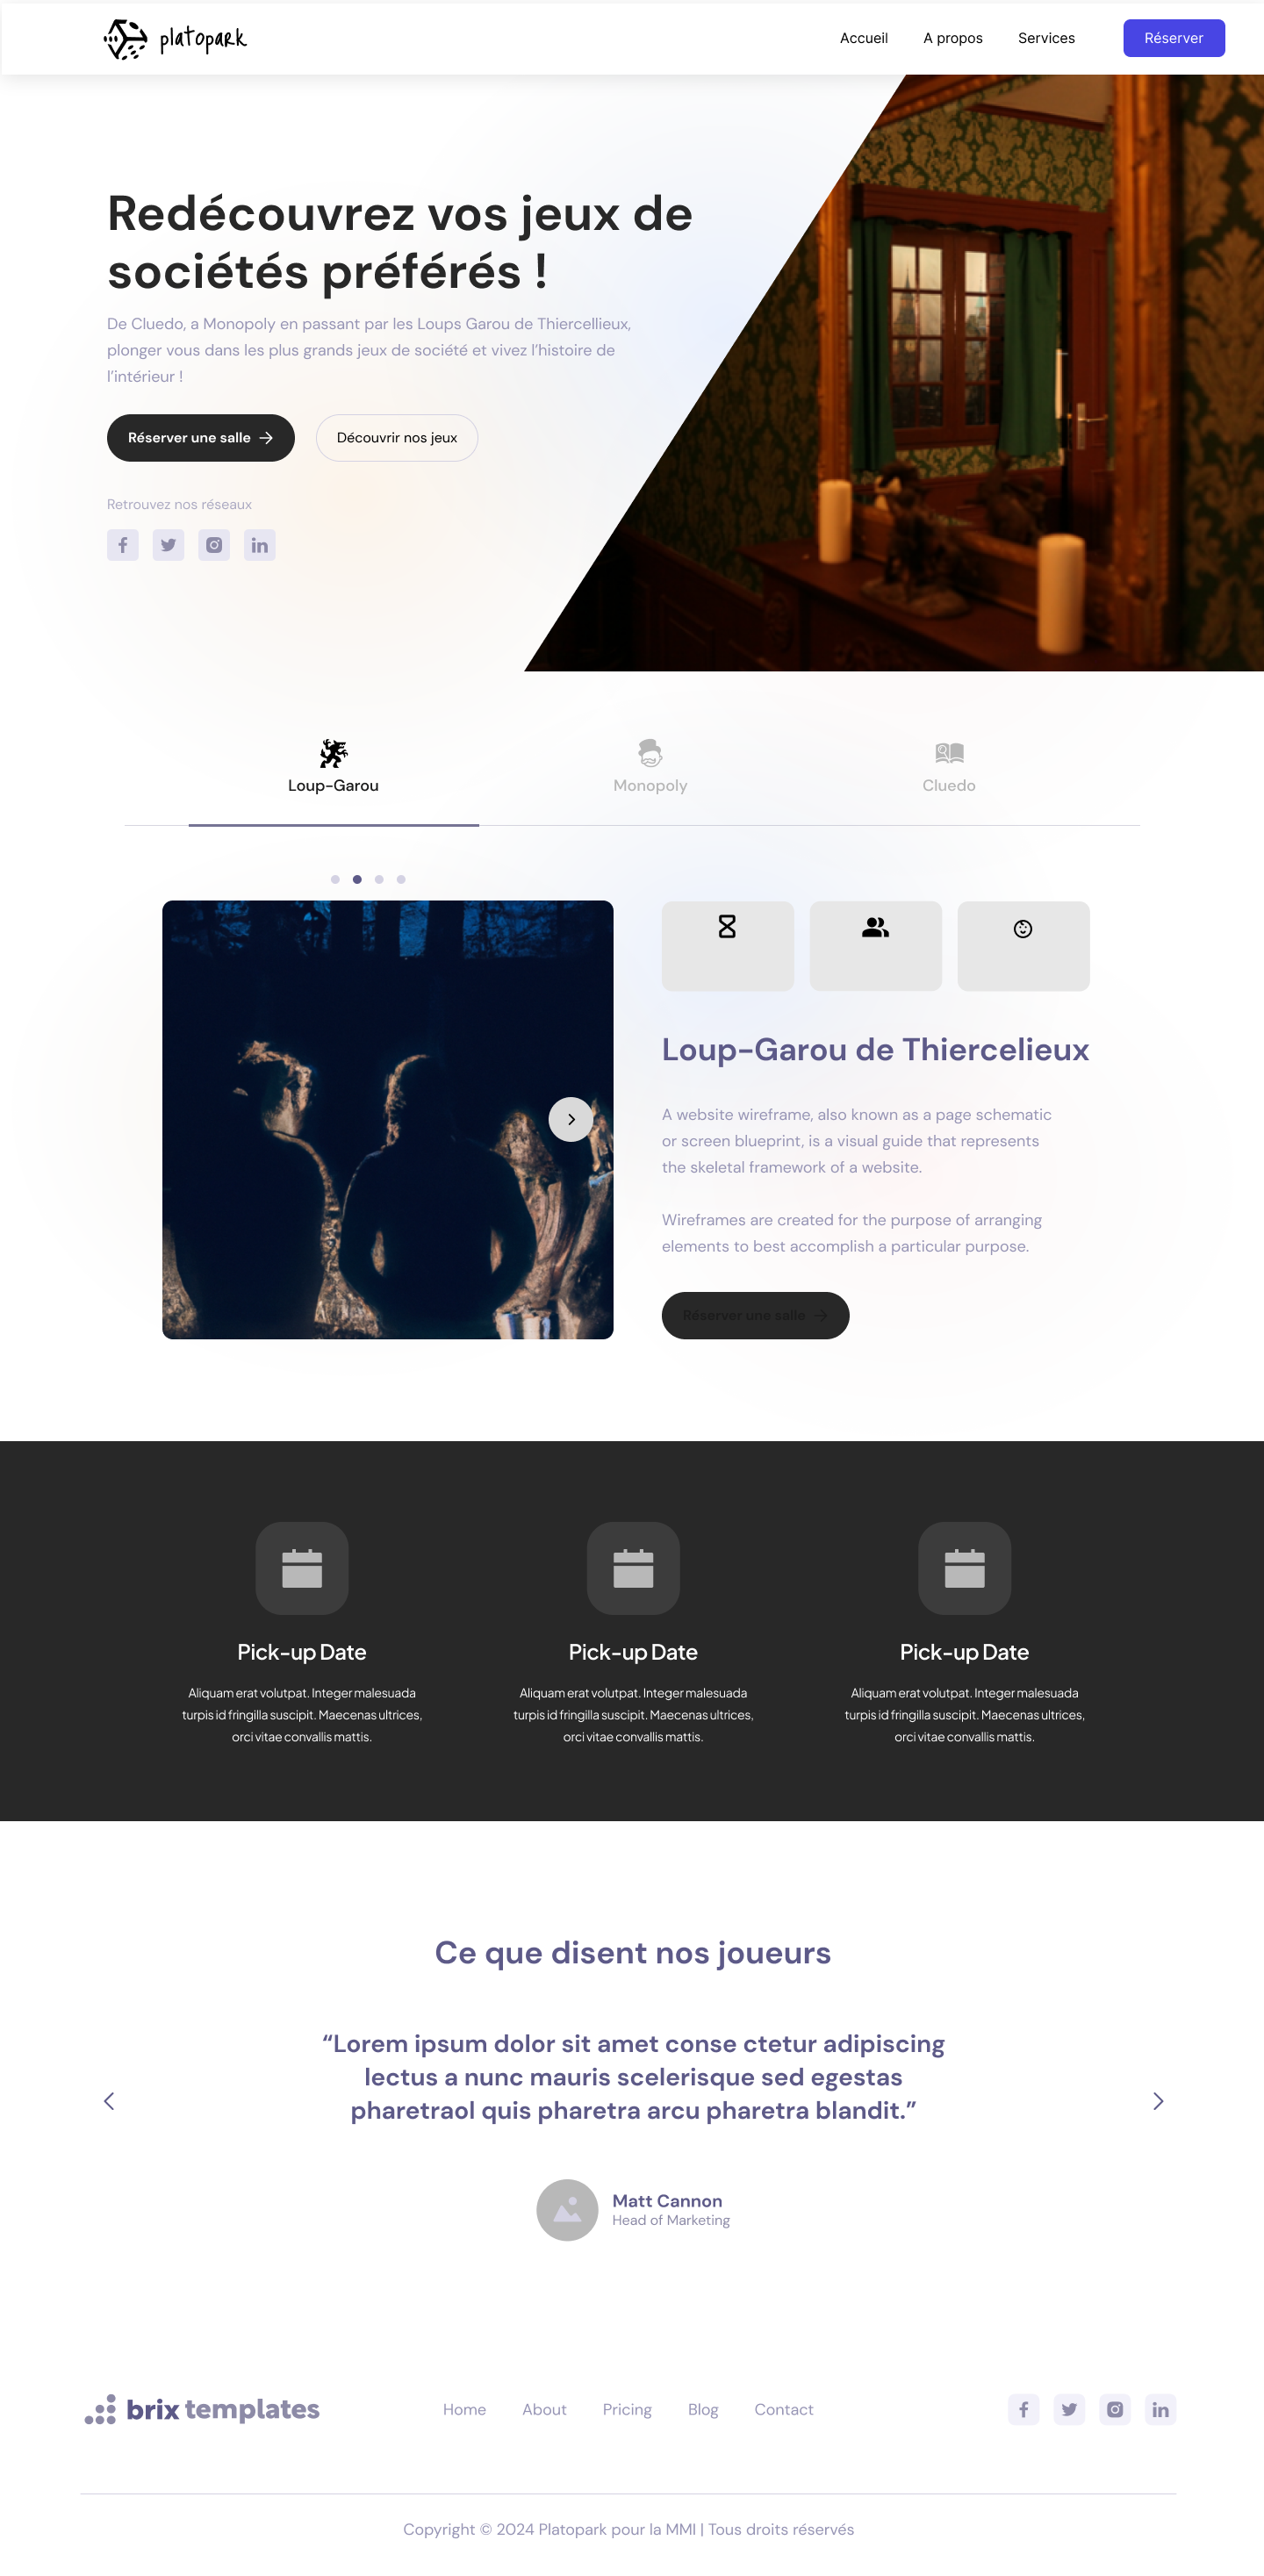 platopark
Accueil
A propos
Services
Réserver
Redécouvrez vos jeux de
sociétés préférés !
De Cluedo, a Monopoly en passant par les Loups Garou de Thiercellieux,
plonger vous dans les plus grands jeux de société et vivez l’histoire de
l’intérieur !
Réserver une salle
Découvrir nos jeux
Retrouvez nos réseaux
Loup-Garou
Monopoly
Cluedo
Loup-Garou de Thiercelieux
A website wireframe, also known as a page schematic
or screen blueprint, is a visual guide that represents
the skeletal framework of a website.
Wireframes are created for the purpose of arranging
elements to best accomplish a particular purpose.
Réserver une salle
Pick-up Date
Aliquam erat volutpat. Integer malesuada
turpis id fringilla suscipit. Maecenas ultrices,
orci vitae convallis mattis.
Pick-up Date
Aliquam erat volutpat. Integer malesuada
turpis id fringilla suscipit. Maecenas ultrices,
orci vitae convallis mattis.
Pick-up Date
Aliquam erat volutpat. Integer malesuada
turpis id fringilla suscipit. Maecenas ultrices,
orci vitae convallis mattis.
Ce que disent nos joueurs
“Lorem ipsum dolor sit amet conse ctetur adipiscing
lectus a nunc mauris scelerisque sed egestas
pharetraol quis pharetra arcu pharetra blandit.”
Matt Cannon
Head of Marketing
brix templates
Home
About
Pricing
Blog
Contact
Copyright © 2024 Platopark pour la MMI | Tous droits réservés